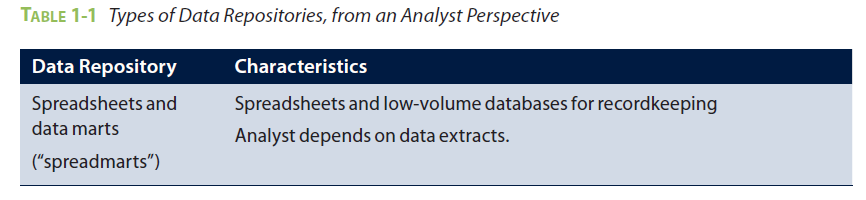 TABLE 1-1 Types of Data Repositories, from an Analyst Perspective
Data Repository Characteristics
Spreadsheets and Spreadsheets and low-volume databases for recordkeeping
data marts Analyst depends on data extracts.
(“spreadmarts”)